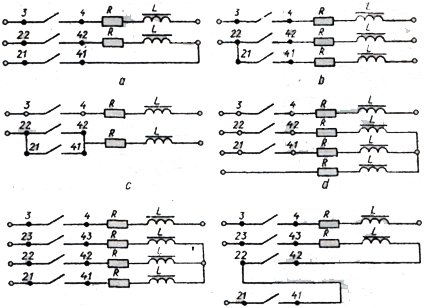 3 4 R L
22 42 R L
21 41
a
3 4 R L
22 42 R L
21 41 R L
b
3 4 R L
22 42 R L
21 41
c
3 4 R L
22 42 R L
21 41 R L
R L
d
3 4 R L
23 43 R L
22 42 R L
21 41 R L
3 4 R L
23 43 R L
22 42
21 41